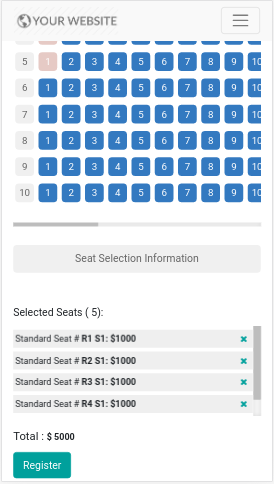 YOUR WEBSITE
5 1 2 3 4 5 6 7 8 9 10
6 1 2 3 4 5 6 7 8 9 10
7 1 2 3 4 5 6 7 8 9 10
8 1 2 3 4 5 6 7 8 9 10
9 1 2 3 4 5 6 7 8 9 10
10 1 2 3 4 5 6 7 8 9 10
Seat Selection Information
Selected Seats ( 5):
Standard Seat # R1 S1: $1000 ✖
Standard Seat # R2 S1: $1000 ✖
Standard Seat # R3 S1: $1000 ✖
Standard Seat # R4 S1: $1000 ✖
Total : $ 5000
Register